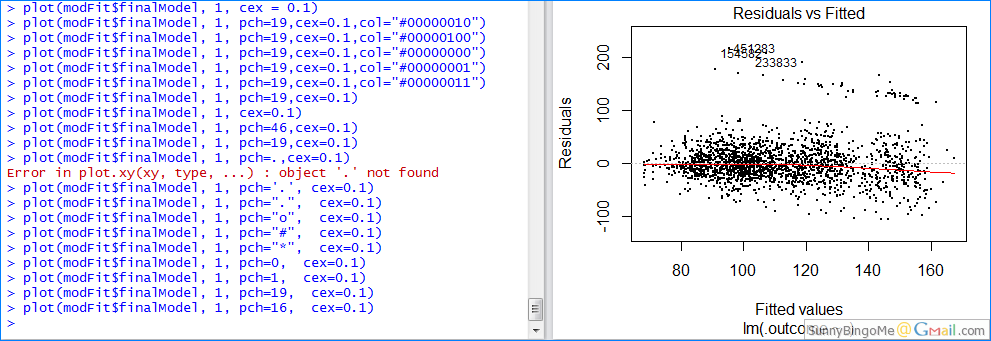 > plot(modFit$finalModel, 1, cex = 0.1)
> plot(modFit$finalModel, 1, pch=19,cex=0.1,col="#00000010")
> plot(modFit$finalModel, 1, pch=19,cex=0.1,col="#00000100")
> plot(modFit$finalModel, 1, pch=19,cex=0.1,col="#00000000")
> plot(modFit$finalModel, 1, pch=19,cex=0.1,col="#00000001")
> plot(modFit$finalModel, 1, pch=19,cex=0.1,col="#00000011")
> plot(modFit$finalModel, 1, pch=19,cex=0.1)
> plot(modFit$finalModel, 1, cex=0.1)
> plot(modFit$finalModel, 1, pch=46,cex=0.1)
> plot(modFit$finalModel, 1, pch=19,cex=0.1)
> plot(modFit$finalModel, 1, pch=.,cex=0.1)
Error in plot.xy(xy, type, ...) : object '.' not found
> plot(modFit$finalModel, 1, pch='.', cex=0.1)
> plot(modFit$finalModel, 1, pch=".",  cex=0.1)
> plot(modFit$finalModel, 1, pch="o",  cex=0.1)
> plot(modFit$finalModel, 1, pch="#",  cex=0.1)
> plot(modFit$finalModel, 1, pch="*",  cex=0.1)
> plot(modFit$finalModel, 1, pch=0,  cex=0.1)
> plot(modFit$finalModel, 1, pch=1,  cex=0.1)
> plot(modFit$finalModel, 1, pch=19,  cex=0.1)
> plot(modFit$finalModel, 1, pch=16,  cex=0.1)
>
Residuals vs Fitted
451283
154582
233833
200
100
0
-100
Residuals
80 100 120 140 160
Fitted values
lm(.outco
SunnyBingoMe@Gmail.com